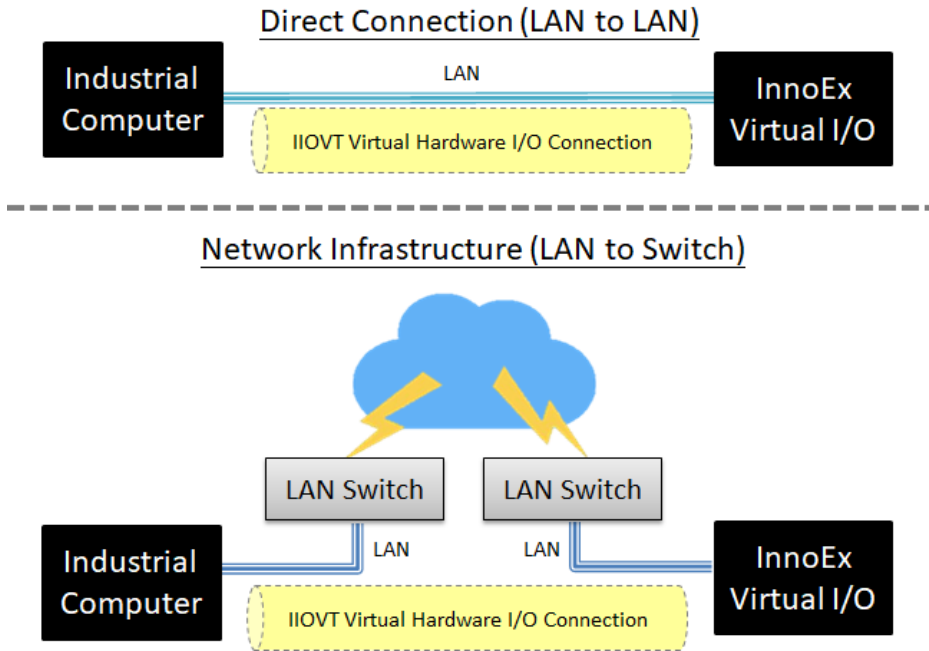 Direct Connection (LAN to LAN)
Industrial
Computer
LAN
InnoEx
Virtual I/O
IIOVT Virtual Hardware I/O Connection
Network Infrastructure (LAN to Switch)
LAN Switch
LAN Switch
Industrial
Computer
LAN
LAN
InnoEx
Virtual I/O
IIOVT Virtual Hardware I/O Connection